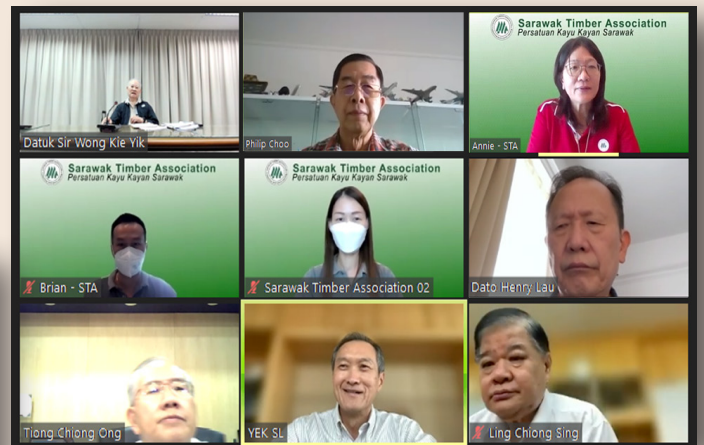 Sarawak Timber Association
Persatuan Kayu Kayan Sarawak
Datuk Sir Wong Kie Yik
Philip Choo
Annie - STA
Sarawak Timber Association
Persatuan Kayu Kayan Sarawak
Sarawak Timber Association
Persatuan Kayu Kayan Sarawak
Brian - STA
Sarawak Timber Association 02
Dato Henry Lau
Tiong Chiong Ong
YEK SL
Ling Chiong Sing